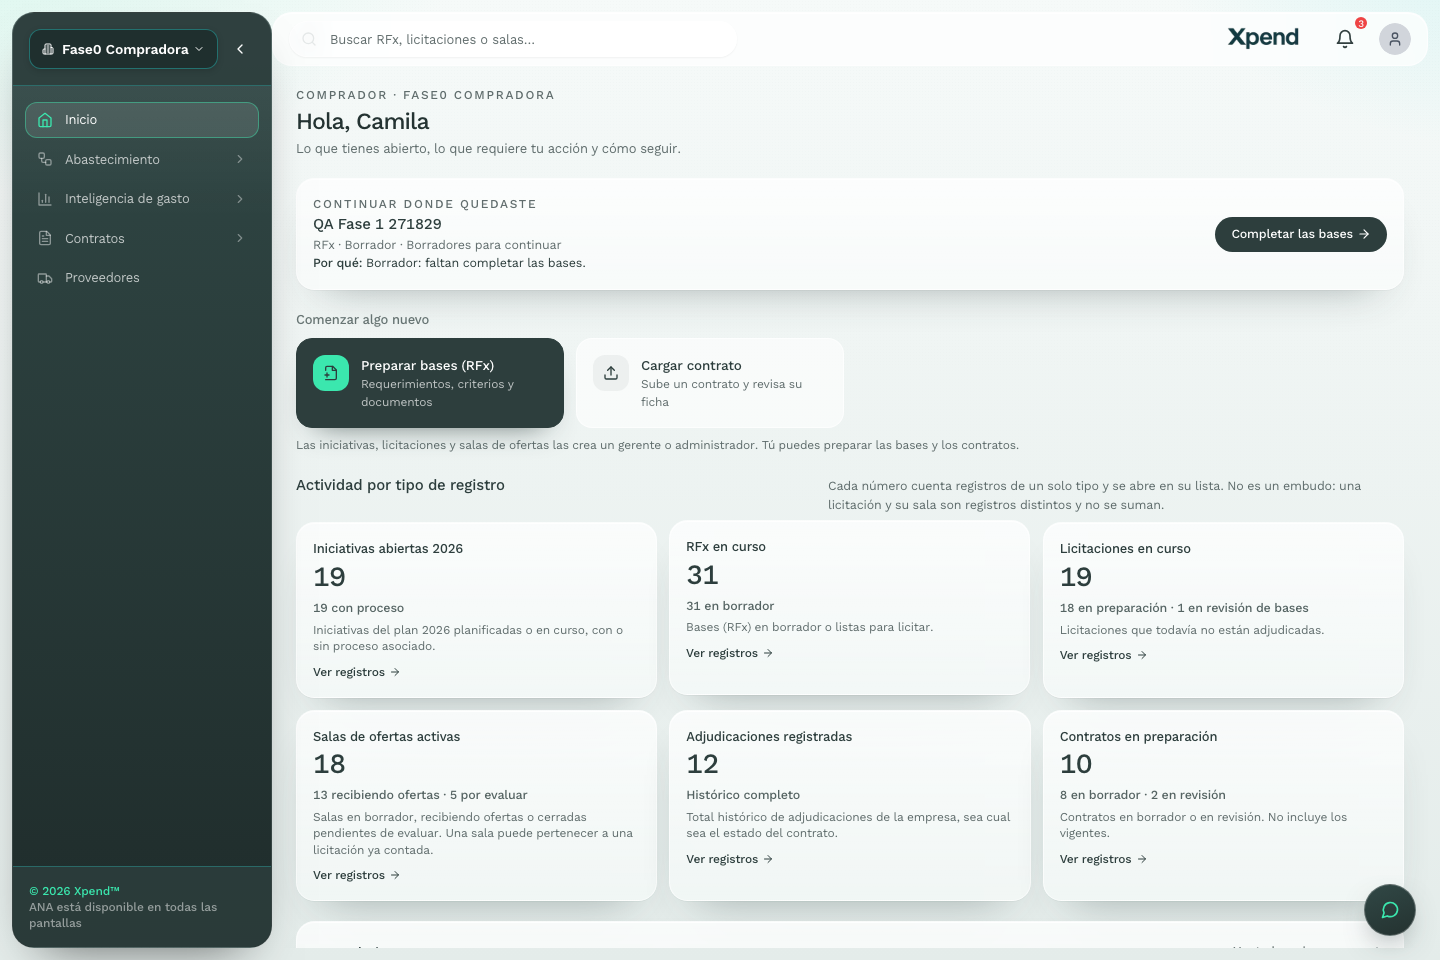 Fase0 Compradora
Buscar RFx, licitaciones o salas...
Xpend
3
Inicio
Abastecimiento
Inteligencia de gasto
Contratos
Proveedores
© 2026 Xpend™
ANA está disponible en todas las
pantallas
COMPRADOR · FASE0 COMPRADORA
Hola, Camila
Lo que tienes abierto, lo que requiere tu acción y cómo seguir.
CONTINUAR DONDE QUEDASTE
QA Fase 1 271829
RFx · Borrador · Borradores para continuar
Por qué: Borrador: faltan completar las bases.
Completar las bases →
Comenzar algo nuevo
Preparar bases (RFx)
Requerimientos, criterios y
documentos
Cargar contrato
Sube un contrato y revisa su
ficha
Las iniciativas, licitaciones y salas de ofertas las crea un gerente o administrador. Tú puedes preparar las bases y los contratos.
Actividad por tipo de registro
Cada número cuenta registros de un solo tipo y se abre en su lista. No es un embudo: una
licitación y su sala son registros distintos y no se suman.
Iniciativas abiertas 2026
19
19 con proceso
Iniciativas del plan 2026 planificadas o en curso, con o
sin proceso asociado.
Ver registros →
RFx en curso
31
31 en borrador
Bases (RFx) en borrador o listas para licitar.
Ver registros →
Licitaciones en curso
19
18 en preparación · 1 en revisión de bases
Licitaciones que todavía no están adjudicadas.
Ver registros →
Salas de ofertas activas
18
13 recibiendo ofertas · 5 por evaluar
Salas en borrador, recibiendo ofertas o cerradas
pendientes de evaluar. Una sala puede pertenecer a una
licitación ya contada.
Ver registros →
Adjudicaciones registradas
12
Histórico completo
Total histórico de adjudicaciones de la empresa, sea cual
sea el estado del contrato.
Ver registros →
Contratos en preparación
10
8 en borrador · 2 en revisión
Contratos en borrador o en revisión. No incluye los
vigentes.
Ver registros →